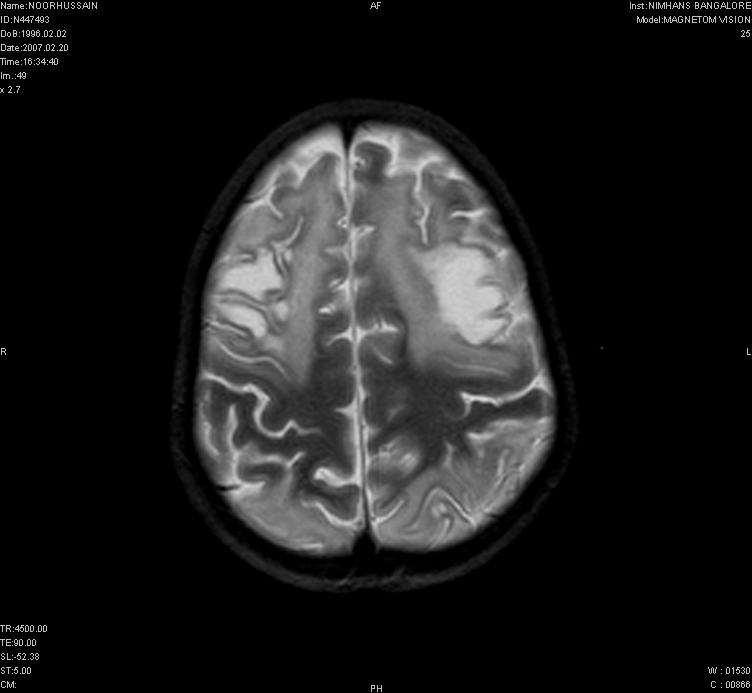 Name:NOORHUSSAIN
ID:N447493
DoB:1996.02.02
Date:2007.02.20
Time:16:34:40
Im.:49
x 2.7
AF
Inst:NIMHANS BANGALORE
Model:MAGNETOM VISION
25
R
L
TR:4500.00
TE:90.00
SL:-52.38
ST:5.00
CM:
PH
W : 01530
C : 00866